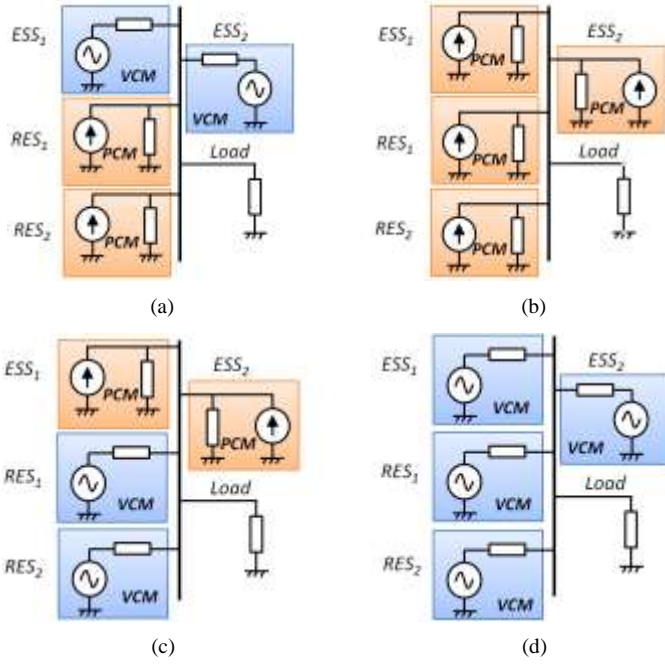 ESS1
VCM
ESS2
VCM
RES1
PCM
Load
RES2
PCM
(a)
ESS1
PCM
ESS2
PCM
RES1
PCM
Load
RES2
PCM
(b)
ESS1
PCM
ESS2
PCM
RES1
VCM
Load
RES2
VCM
(c)
ESS1
VCM
ESS2
VCM
RES1
VCM
Load
RES2
VCM
(d)